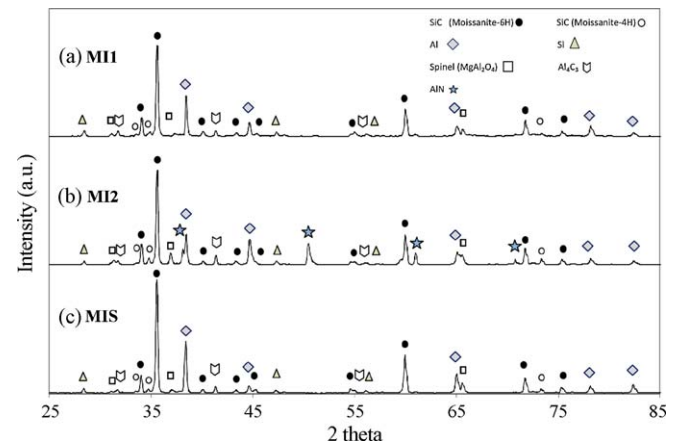 SiC (Moissanite-6H)
SiC (Moissanite-4H)
Al
Si
Spinel (MgAl₂O₄)
Al₄C₃
AlN
(a) MI1
(b) MI2
(c) MIS
Intensity (a.u.)
25 35 45 55 65 75 85
2 theta